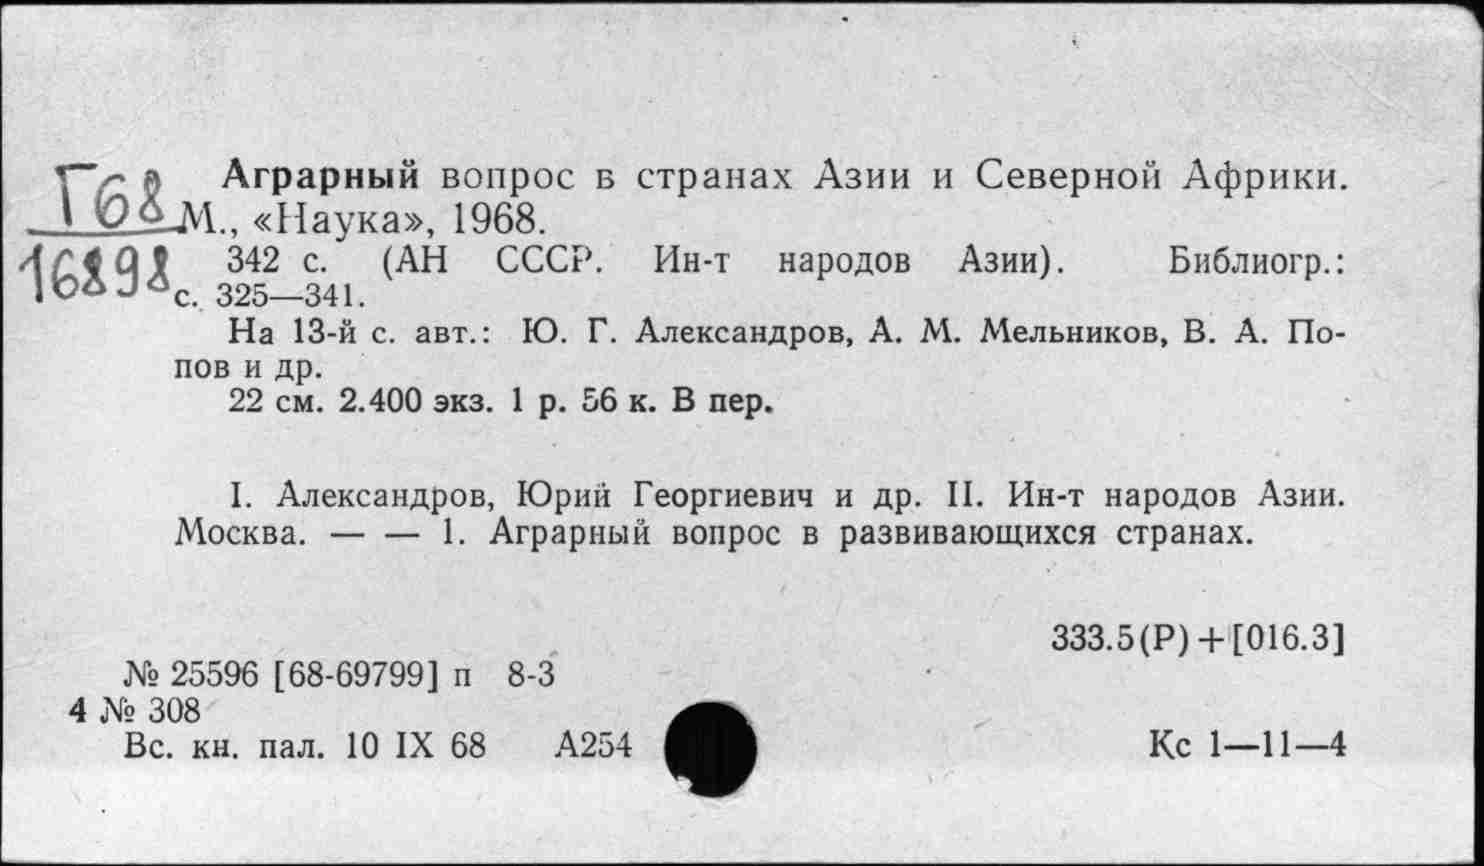 Г68
16898
Аграрный вопрос в странах Азии и Северной Африки.
М., «Наука», 1968.
342 с. (АН СССР. Ин-т народов Азии). Библиогр.:
с. 325—341.
На 13-й с. авт.: Ю. Г. Александров, А. М. Мельников, В. А. По-
пов и др.
22 см. 2.400 экз. 1 р. 56 к. В пер.
I. Александров, Юрий Георгиевич и др. II. Ин-т народов Азии.
Москва. — — 1. Аграрный вопрос в развивающихся странах.
333.5(Р)+[016.3]
№ 25596 [68-69799] п 8-3
4 № 308
Вс. кн. пал. 10 IX 68 А254 Кс 1—11—4